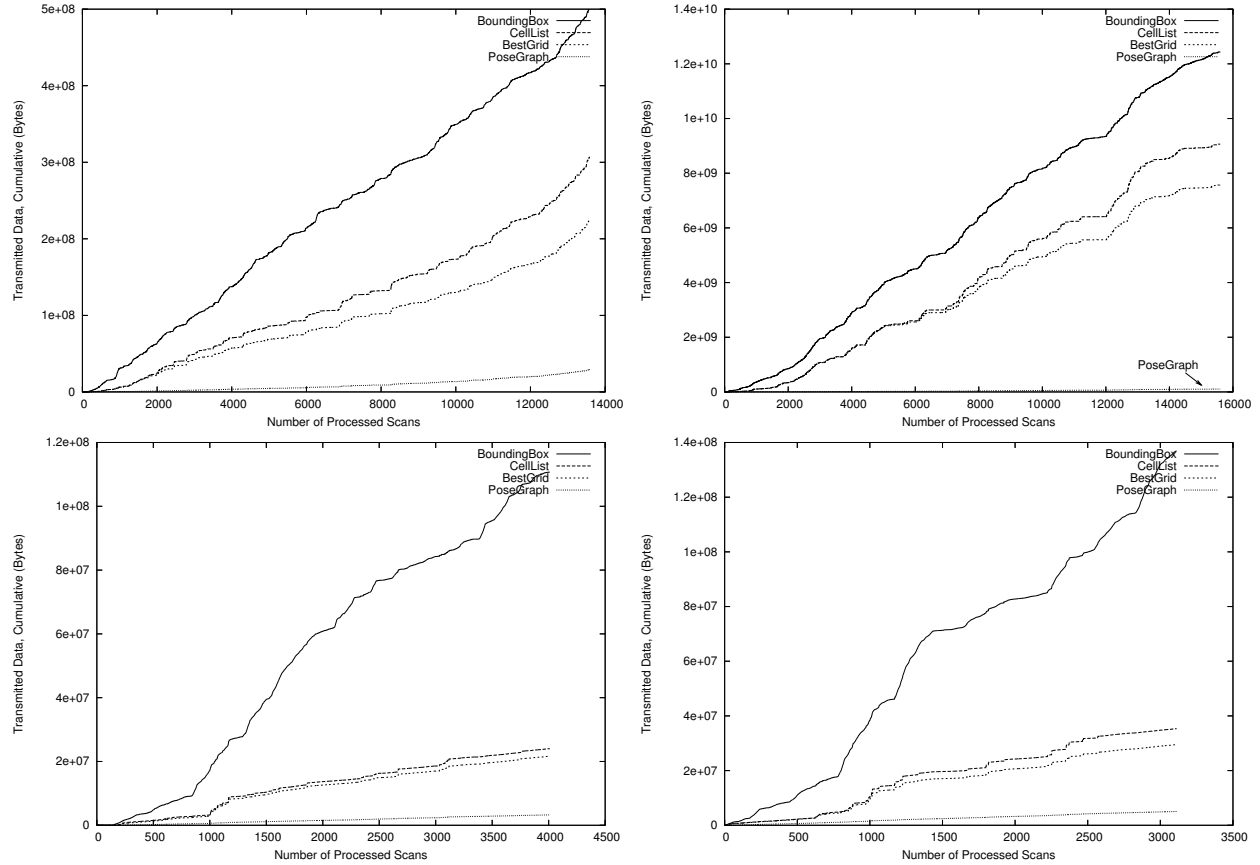 5e+08
4e+08
3e+08
2e+08
1e+08
0
Transmitted Data, Cumulative (Bytes)
BoundingBox
CellList
BestGrid
PoseGraph
0 2000 4000 6000 8000 10000 12000 14000
Number of Processed Scans
1.4e+10
1.2e+10
1e+10
8e+09
6e+09
4e+09
2e+09
0
Transmitted Data, Cumulative (Bytes)
BoundingBox
CellList
BestGrid
PoseGraph
PoseGraph
0 2000 4000 6000 8000 10000 12000 14000 16000
Number of Processed Scans
1.2e+08
1e+08
8e+07
6e+07
4e+07
2e+07
0
Transmitted Data, Cumulative (Bytes)
BoundingBox
CellList
BestGrid
PoseGraph
0 500 1000 1500 2000 2500 3000 3500 4000 4500
Number of Processed Scans
1.4e+08
1.2e+08
1e+08
8e+07
6e+07
4e+07
2e+07
0
Transmitted Data, Cumulative (Bytes)
BoundingBox
CellList
BestGrid
PoseGraph
0 500 1000 1500 2000 2500 3000 3500
Number of Processed Scans